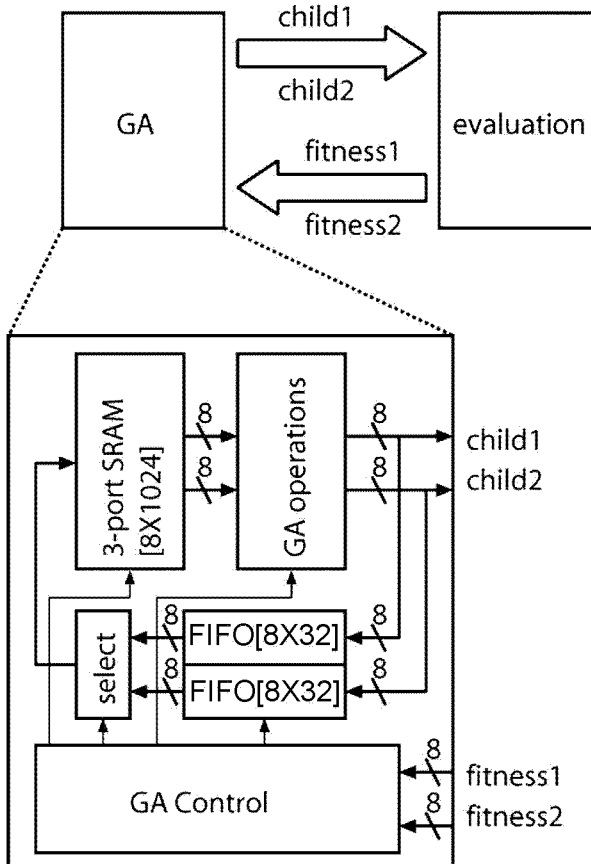 child1
child2
GA
evaluation
fitness1
fitness2
3-port SRAM
[8X1024]
8
8
GA operations
8
8
child1
child2
select
8
8
FIFO[8X32]
FIFO[8X32]
8
8
GA Control
8
8
fitness1
fitness2